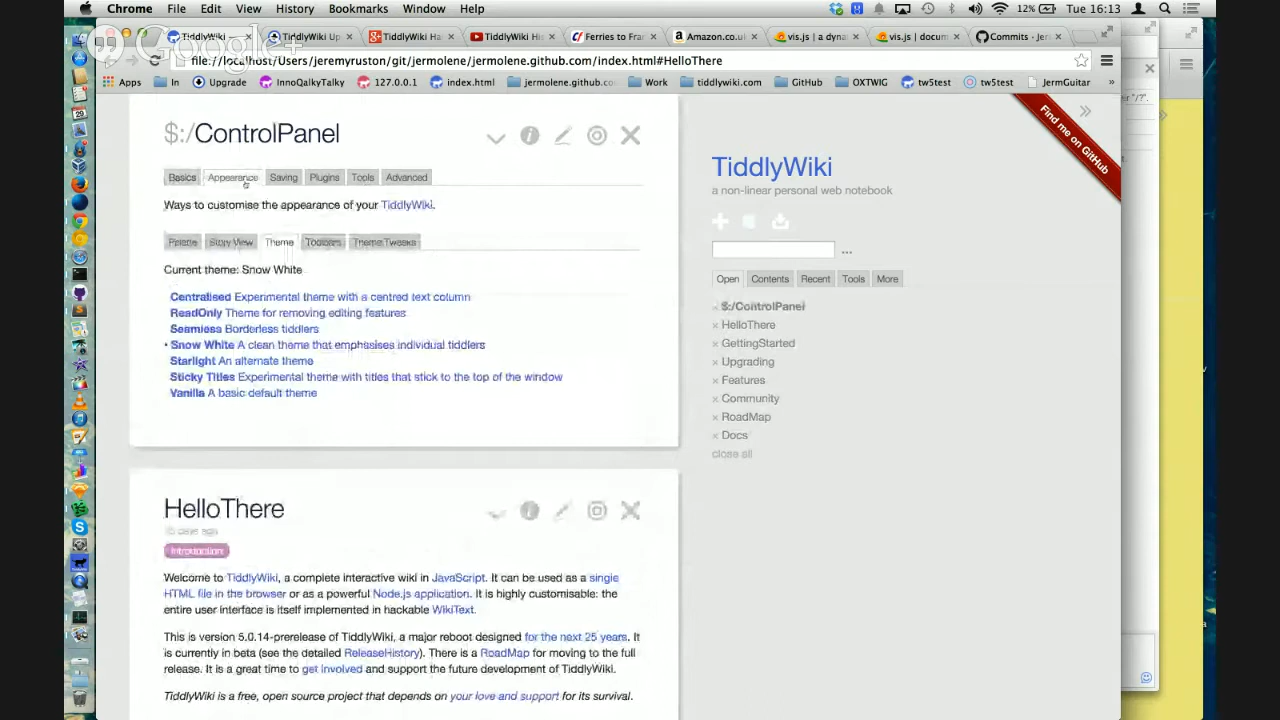 Chrome File Edit View History Bookmarks Window Help 12% Tue 16:13
Google+
TiddlyWiki TiddlyWiki Up TiddlyWiki Ha TiddlyWiki Hi Ferries to Fra Amazon.co.u vis.js | a dyna vis.js | docum Commits · Je
file://localhost/Users/jeremyruston/git/jermolene/jermolene.github.com/index.html#HelloThere
Apps In Upgrade InnoQalkyTalky 127.0.0.1 index.html jermolene.github.co Work tiddlywiki.com GitHub OXTWIG tw5test tw5test JermGuitar »
Find me on GitHub
$:/ControlPanel
Basics Appearance Saving Plugins Tools Advanced
Ways to customise the appearance of your TiddlyWiki.
Palette Story View Theme Toolbars Theme Tweaks
Current theme: Snow White
Centralised Experimental theme with a centred text column
ReadOnly Theme for removing editing features
Seamless Borderless tiddlers
• Snow White A clean theme that emphasises individual tiddlers
Starlight An alternate theme
Sticky Titles Experimental theme with titles that stick to the top of the window
Vanilla A basic default theme
HelloThere
days ago
Introduction
Welcome to TiddlyWiki, a complete interactive wiki in JavaScript. It can be used as a single
HTML file in the browser or as a powerful Node.js application. It is highly customisable: the
entire user interface is itself implemented in hackable WikiText.
This is version 5.0.14-prerelease of TiddlyWiki, a major reboot designed for the next 25 years. It
is currently in beta (see the detailed ReleaseHistory). There is a RoadMap for moving to the full
release. It is a great time to get involved and support the future development of TiddlyWiki.
TiddlyWiki is a free, open source project that depends on your love and support for its survival.
TiddlyWiki
a non-linear personal web notebook
...
Open Contents Recent Tools More
× $:/ControlPanel
× HelloThere
× GettingStarted
× Upgrading
× Features
× Community
× RoadMap
× Docs
close all